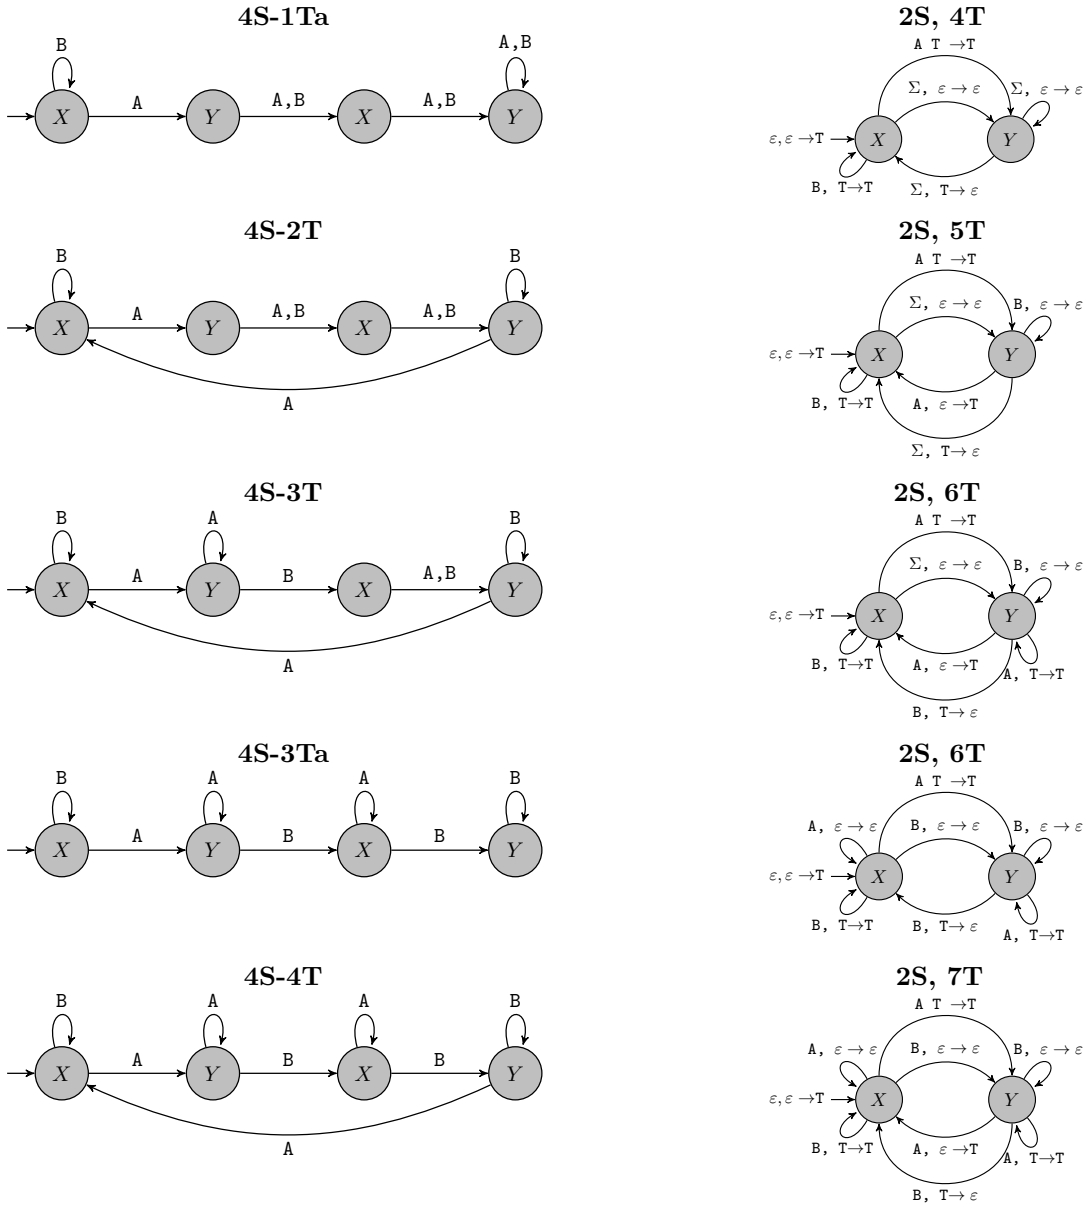 4S-1Ta
B
A,B
X
A
Y
A,B
X
A,B
Y
2S, 4T
A T →T
Σ, ε → ε
Σ, ε → ε
ε, ε →T
X
Y
B, T→T
Σ, T→ ε
4S-2T
B
B
X
A
Y
A,B
X
A,B
Y
A
2S, 5T
A T →T
Σ, ε → ε
B, ε → ε
ε, ε →T
X
Y
B, T→T
A, ε →T
Σ, T→ ε
4S-3T
B
A
B
X
A
Y
B
X
A,B
Y
A
2S, 6T
A T →T
Σ, ε → ε
B, ε → ε
ε, ε →T
X
Y
B, T→T
A, ε →T
A, T→T
B, T→ ε
4S-3Ta
B
A
A
B
X
A
Y
B
X
B
Y
2S, 6T
A T →T
A, ε → ε
B, ε → ε
B, ε → ε
ε, ε →T
X
Y
B, T→T
B, T→ ε
A, T→T
4S-4T
B
A
A
B
X
A
Y
B
X
B
Y
A
2S, 7T
A T →T
A, ε → ε
B, ε → ε
B, ε → ε
ε, ε →T
X
Y
B, T→T
A, ε →T
A, T→T
B, T→ ε